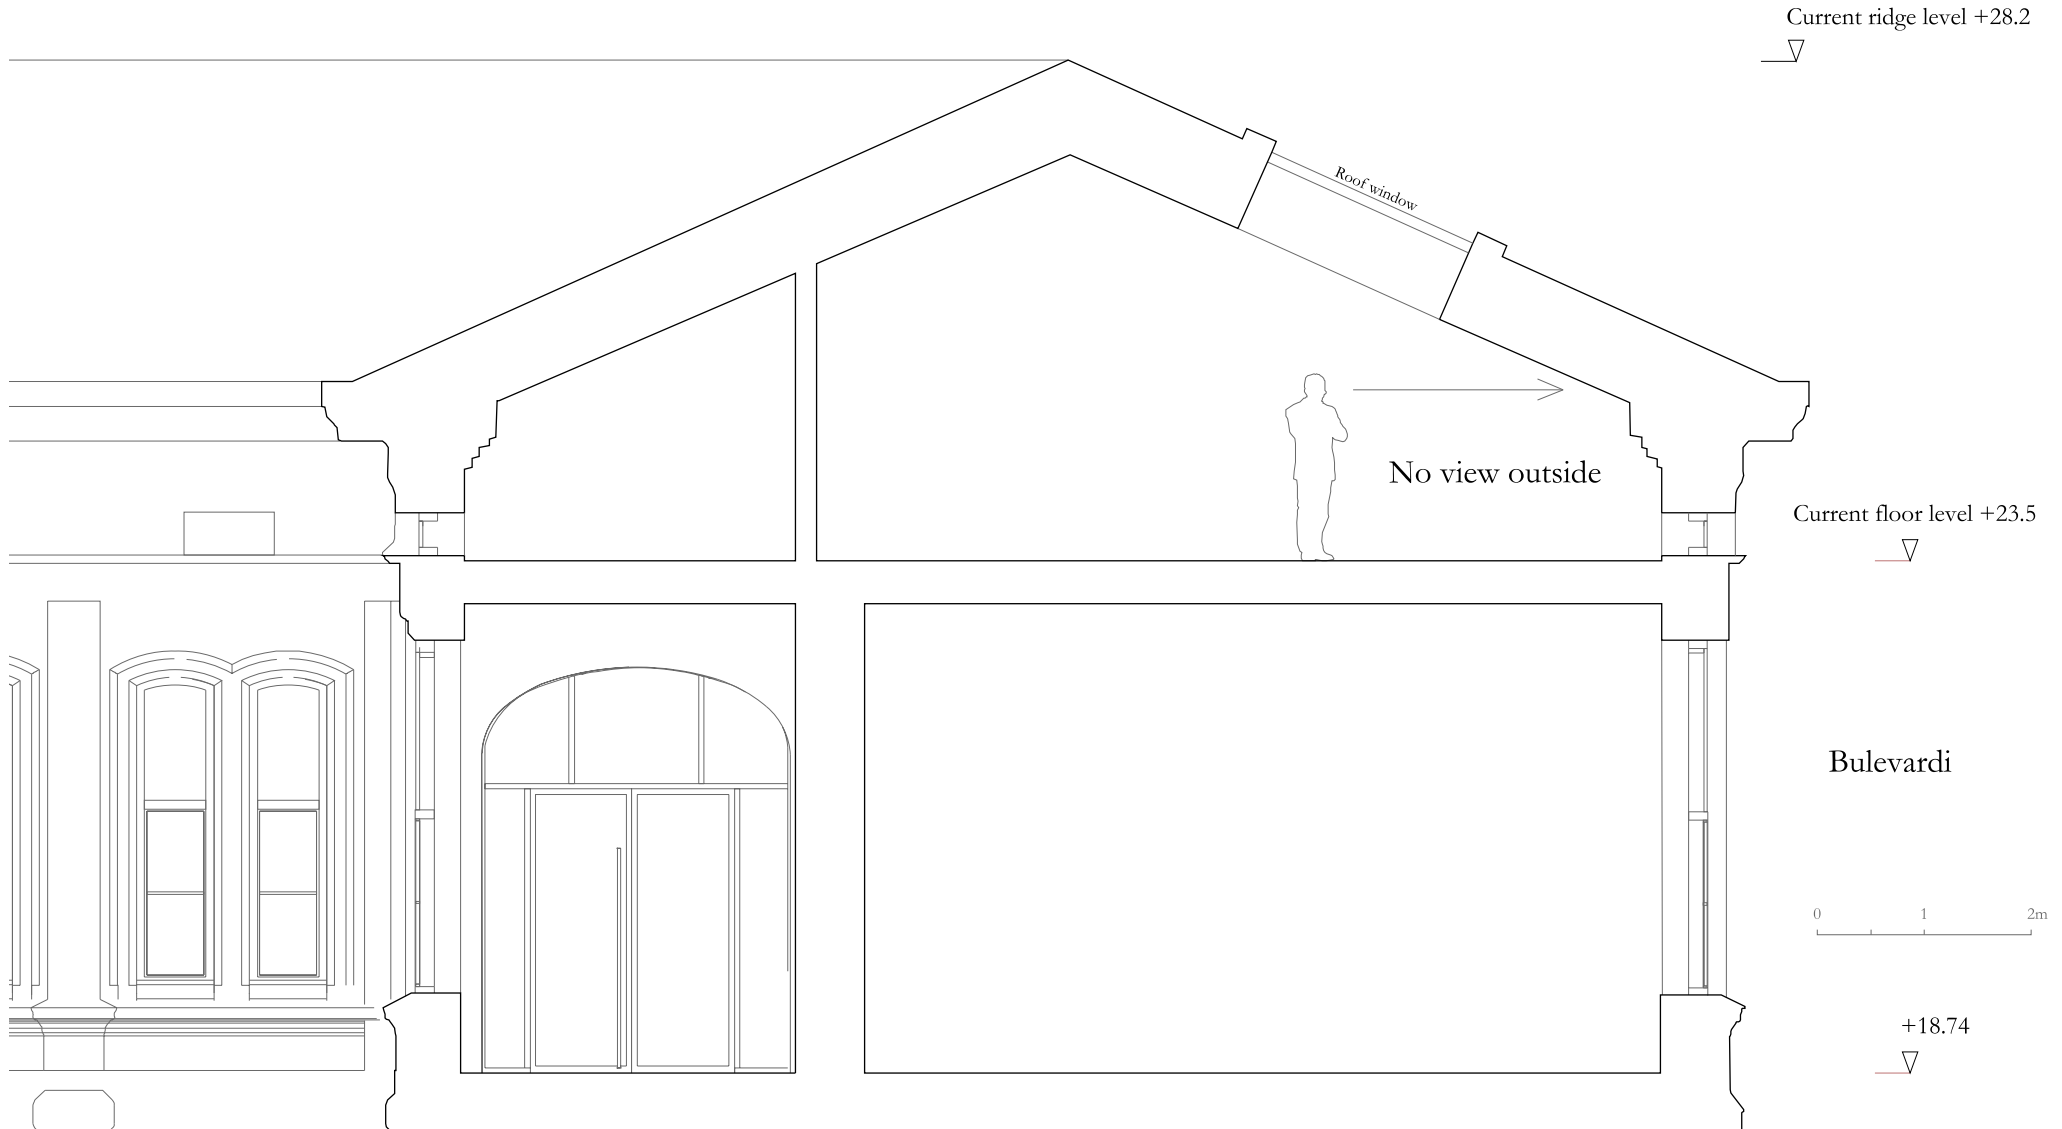 Current ridge level +28.2
Roof window
No view outside
Current floor level +23.5
Bulevardi
0 1 2m
+18.74